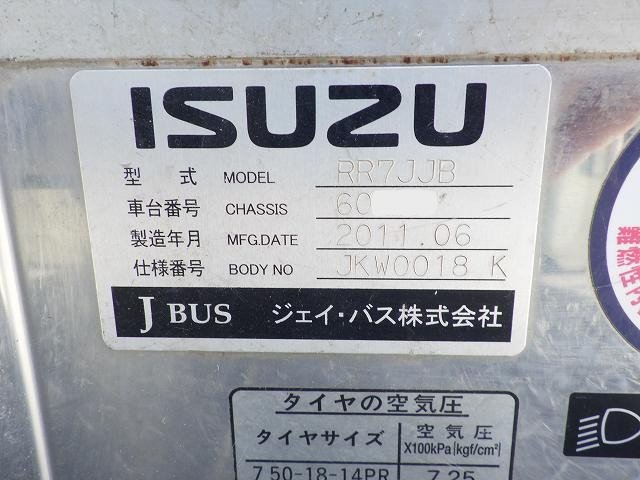 ISUZU
型 式 MODEL RR7JJB
車台番号 CHASSIS 60
製造年月 MFG.DATE 2011.06
仕様番号 BODY NO JKW0018 K
J BUS ジェイ・バス株式会社
難燃性
タイヤの空気圧
タイヤサイズ 空気圧 X100kPa{kgf/cm²}
7.50-18-14PR 7.25